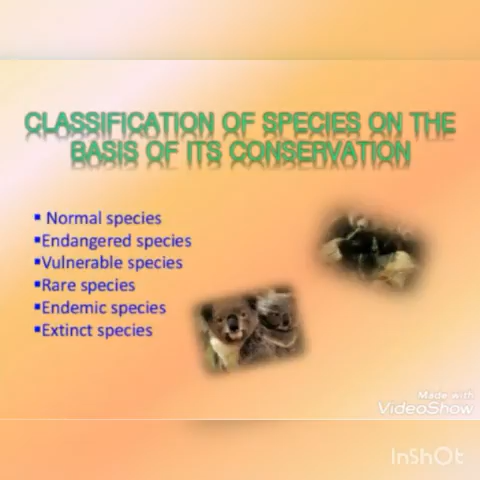 CLASSIFICATION OF SPECIES ON THE
BASIS OF ITS CONSERVATION
▪ Normal species
▪Endangered species
▪Vulnerable species
▪Rare species
▪Endemic species
▪Extinct species
Made with
VideoShow
InShOt